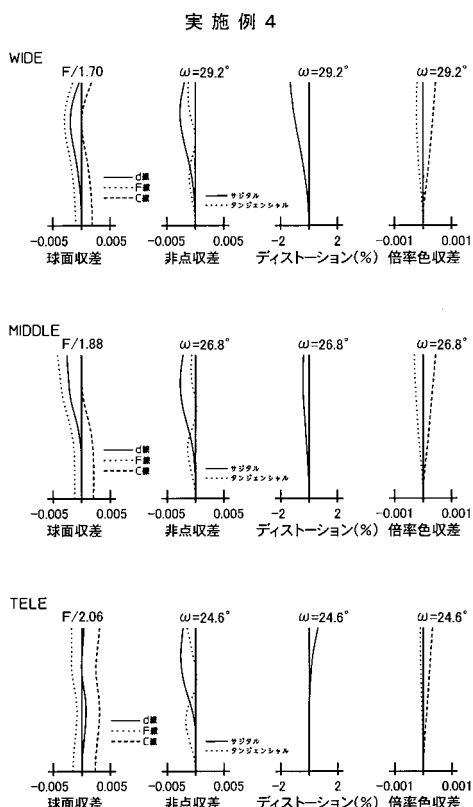 実施例4
WIDE
F/1.70 ω=29.2° ω=29.2° ω=29.2°
d線
F線
C線
サジタル
タンジェンシャル
-0.005 0.005 -0.005 0.005 -2 2 -0.001 0.001
球面収差 非点収差 ディストーション(%) 倍率色収差
MIDDLE
F/1.88 ω=26.8° ω=26.8° ω=26.8°
d線
F線
C線
サジタル
タンジェンシャル
-0.005 0.005 -0.005 0.005 -2 2 -0.001 0.001
球面収差 非点収差 ディストーション(%) 倍率色収差
TELE
F/2.06 ω=24.6° ω=24.6° ω=24.6°
d線
F線
C線
サジタル
タンジェンシャル
-0.005 0.005 -0.005 0.005 -2 2 -0.001 0.001
球面収差 非点収差 ディストーション(%) 倍率色収差